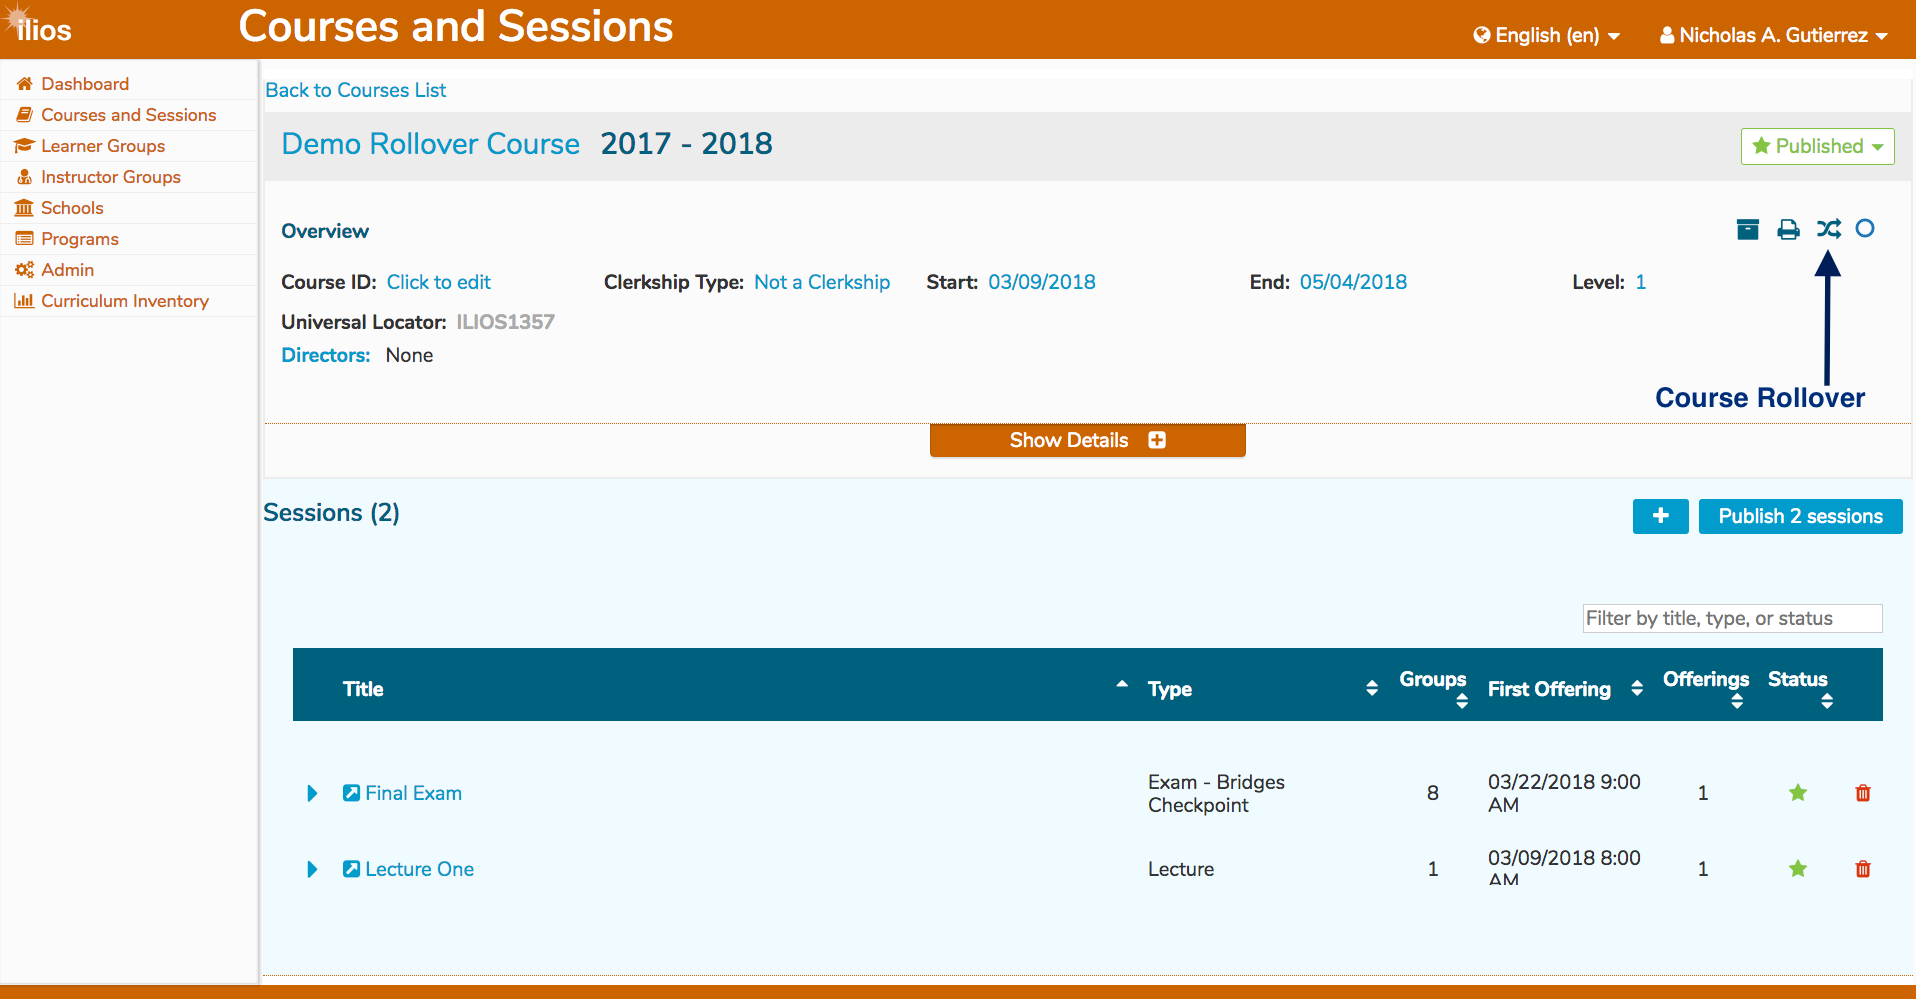 ilios
Courses and Sessions
English (en)
Nicholas A. Gutierrez
Dashboard
Courses and Sessions
Learner Groups
Instructor Groups
Schools
Programs
Admin
Curriculum Inventory
Back to Courses List
Demo Rollover Course 2017 - 2018
Published
Overview
Course ID: Click to edit
Clerkship Type: Not a Clerkship
Start: 03/09/2018
End: 05/04/2018
Level: 1
Universal Locator: ILIOS1357
Directors: None
Course Rollover
Show Details
Sessions (2)
Publish 2 sessions
Filter by title, type, or status
Title Type Groups First Offering Offerings Status
Final Exam Exam - Bridges 8 03/22/2018 9:00 1
Checkpoint AM
Lecture One Lecture 1 03/09/2018 8:00 1
AM